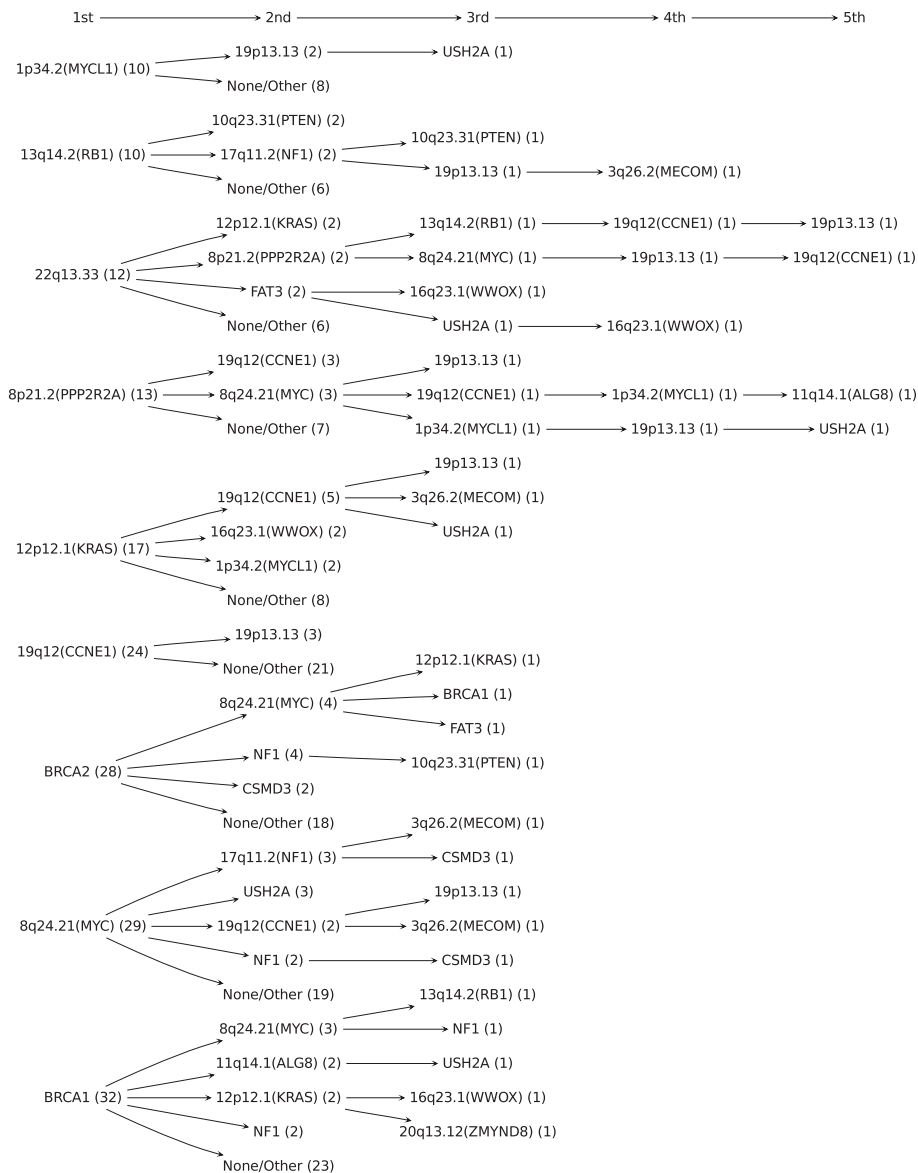 1st 2nd 3rd 4th 5th
19p13.13 (2) USH2A (1)
1p34.2(MYCL1) (10)
None/Other (8)
10q23.31(PTEN) (2)
10q23.31(PTEN) (1)
13q14.2(RB1) (10) 17q11.2(NF1) (2)
19p13.13 (1) 3q26.2(MECOM) (1)
None/Other (6)
12p12.1(KRAS) (2) 13q14.2(RB1) (1) 19q12(CCNE1) (1) 19p13.13 (1)
8p21.2(PPP2R2A) (2) 8q24.21(MYC) (1) 19p13.13 (1) 19q12(CCNE1) (1)
22q13.33 (12)
FAT3 (2) 16q23.1(WWOX) (1)
None/Other (6) USH2A (1) 16q23.1(WWOX) (1)
19q12(CCNE1) (3) 19p13.13 (1)
8p21.2(PPP2R2A) (13) 8q24.21(MYC) (3) 19q12(CCNE1) (1) 1p34.2(MYCL1) (1) 11q14.1(ALG8) (1)
None/Other (7) 1p34.2(MYCL1) (1) 19p13.13 (1) USH2A (1)
19p13.13 (1)
19q12(CCNE1) (5) 3q26.2(MECOM) (1)
16q23.1(WWOX) (2) USH2A (1)
12p12.1(KRAS) (17)
1p34.2(MYCL1) (2)
None/Other (8)
19p13.13 (3)
19q12(CCNE1) (24)
None/Other (21) 12p12.1(KRAS) (1)
8q24.21(MYC) (4) BRCA1 (1)
FAT3 (1)
NF1 (4) 10q23.31(PTEN) (1)
BRCA2 (28)
CSMD3 (2)
None/Other (18) 3q26.2(MECOM) (1)
17q11.2(NF1) (3) CSMD3 (1)
USH2A (3) 19p13.13 (1)
8q24.21(MYC) (29) 19q12(CCNE1) (2) 3q26.2(MECOM) (1)
NF1 (2) CSMD3 (1)
None/Other (19) 13q14.2(RB1) (1)
8q24.21(MYC) (3) NF1 (1)
11q14.1(ALG8) (2) USH2A (1)
BRCA1 (32) 12p12.1(KRAS) (2) 16q23.1(WWOX) (1)
NF1 (2) 20q13.12(ZMYND8) (1)
None/Other (23)